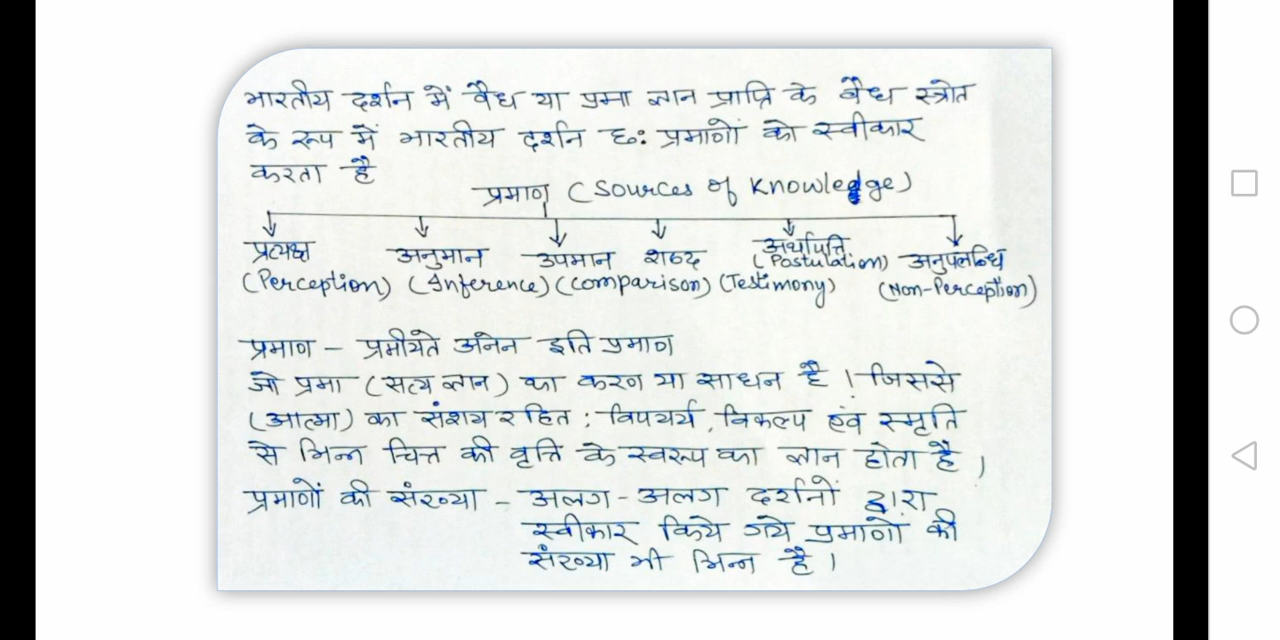 भारतीय दर्शन में वैध या प्रमा ज्ञान प्राप्ति के वैध स्त्रोत
के रूप में भारतीय दर्शन छः प्रमाणों को स्वीकार
करता है
प्रमाण (Sources of Knowledge)
प्रत्यक्ष अनुमान उपमान शब्द अर्थापत्ति अनुपलब्धि
(Perception) (Inference) (Comparison) (Testimony) (Postulation) (Non-Perception)
प्रमाण – प्रमीयते अनेन इति प्रमाण
जो प्रमा (सत्य ज्ञान) का करण या साधन है । जिससे
(आत्मा) का संशय रहित ; विपयर्य, विकल्प एवं स्मृति
से भिन्न चित्त की वृत्ति के स्वरूप का ज्ञान होता है ।
प्रमाणों की संख्या – अलग-अलग दर्शनों द्वारा
स्वीकार किये गये प्रमाणों की
संख्या भी भिन्न है ।